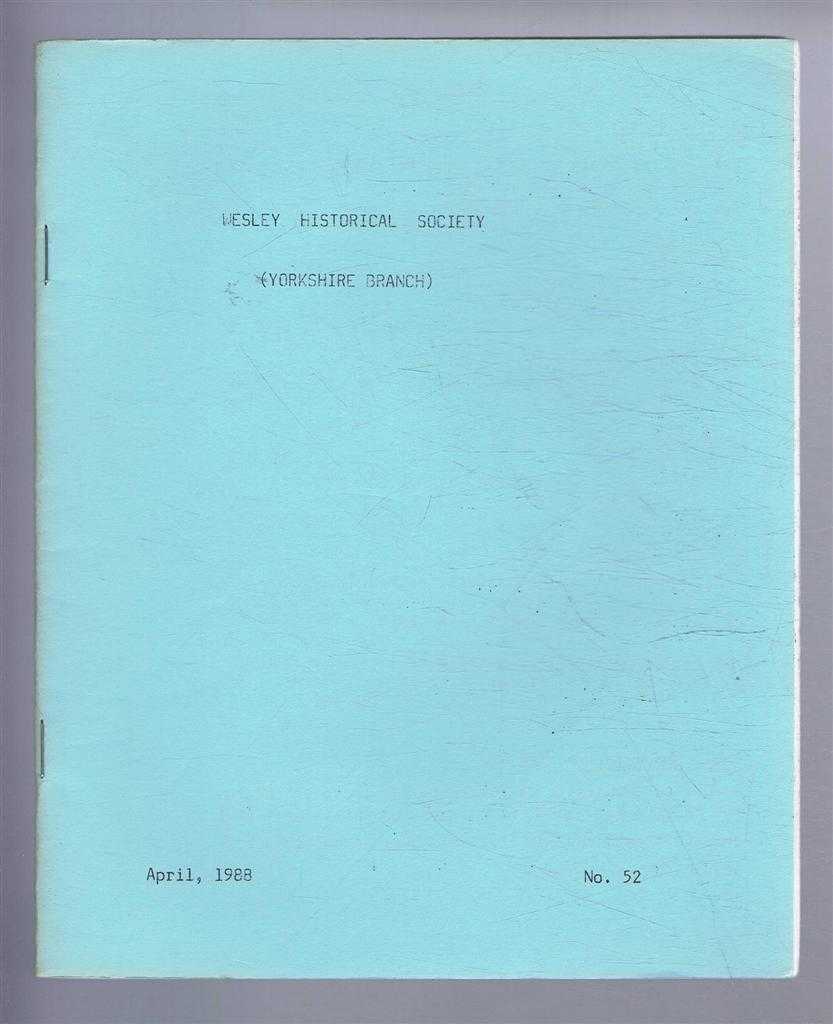 WESLEY HISTORICAL SOCIETY
(YORKSHIRE BRANCH)
April, 1988
No. 52